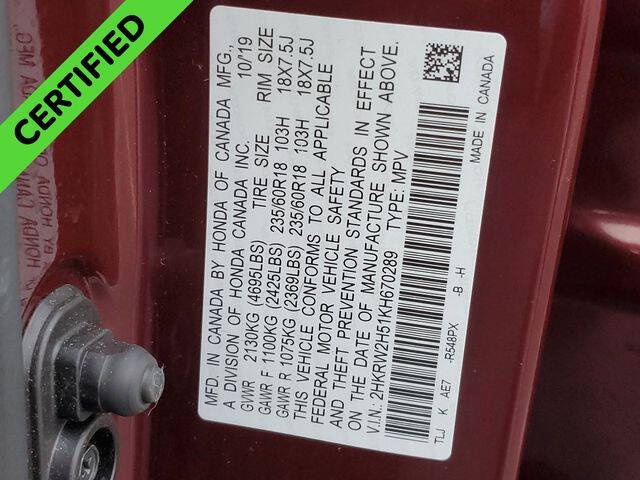 CERTIFIED
MFD. IN CANADA BY HONDA OF CANADA MFG.,
A DIVISION OF HONDA CANADA INC. 10/19
GVWR 2130KG (4695LBS) TIRE SIZE RIM SIZE
GAWR F 1100KG (2425LBS) 235/60R18 103H 18X7.5J
GAWR R 1075KG (2369LBS) 235/60R18 103H 18X7.5J
THIS VEHICLE CONFORMS TO ALL APPLICABLE
FEDERAL MOTOR VEHICLE SAFETY
AND THEFT PREVENTION STANDARDS IN EFFECT
ON THE DATE OF MANUFACTURE SHOWN ABOVE.
V.I.N.: 2HKRW2H51KH670289 TYPE: MPV
TLJ K AE7 -R548PX -B -H MADE IN CANADA